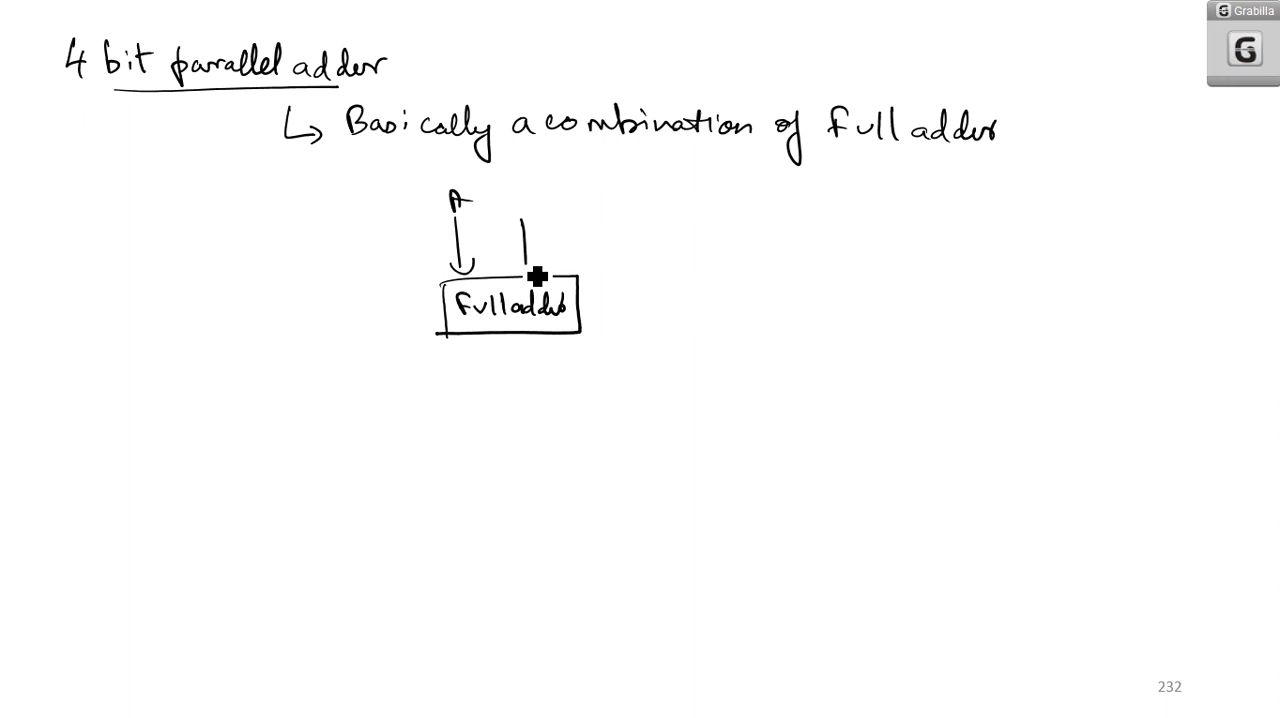 Grabilla
G
4 bit parallel adder
↳ Basically a combination of full adder
A
Full adder
232